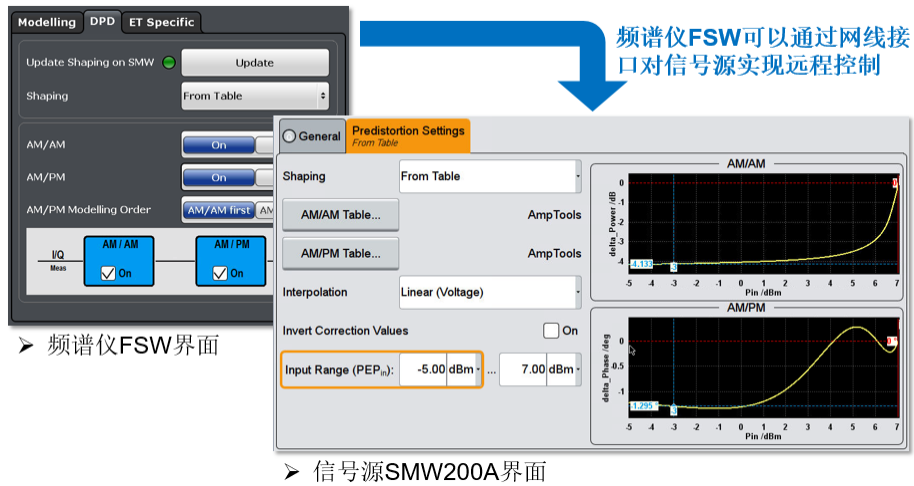 Modelling DPD ET Specific
Update Shaping on SMW Update
Shaping From Table
AM/AM On
AM/PM On
AM/PM Modelling Order AM/AM first AM
I/Q
Meas
AM / AM
On
AM / PM
On
➢ 频谱仪FSW界面
频谱仪FSW可以通过网线接
口对信号源实现远程控制
General
Predistortion Settings
From Table
Shaping From Table
AM/AM Table... AmpTools
AM/PM Table... AmpTools
Interpolation Linear (Voltage)
Invert Correction Values On
Input Range (PEPin): -5.00 dBm ... 7.00 dBm
AM/AM
delta_Power /dB
0
-1
-2
-3
-4
-4.133
-3
-5 -4 -3 -2 -1 0 1 2 3 4 5 6 7
Pin /dBm
AM/PM
delta_Phase /deg
0
-0.5
-1
-1.295
-3
-5 -4 -3 -2 -1 0 1 2 3 4 5 6 7
Pin /dBm
➢ 信号源SMW200A界面